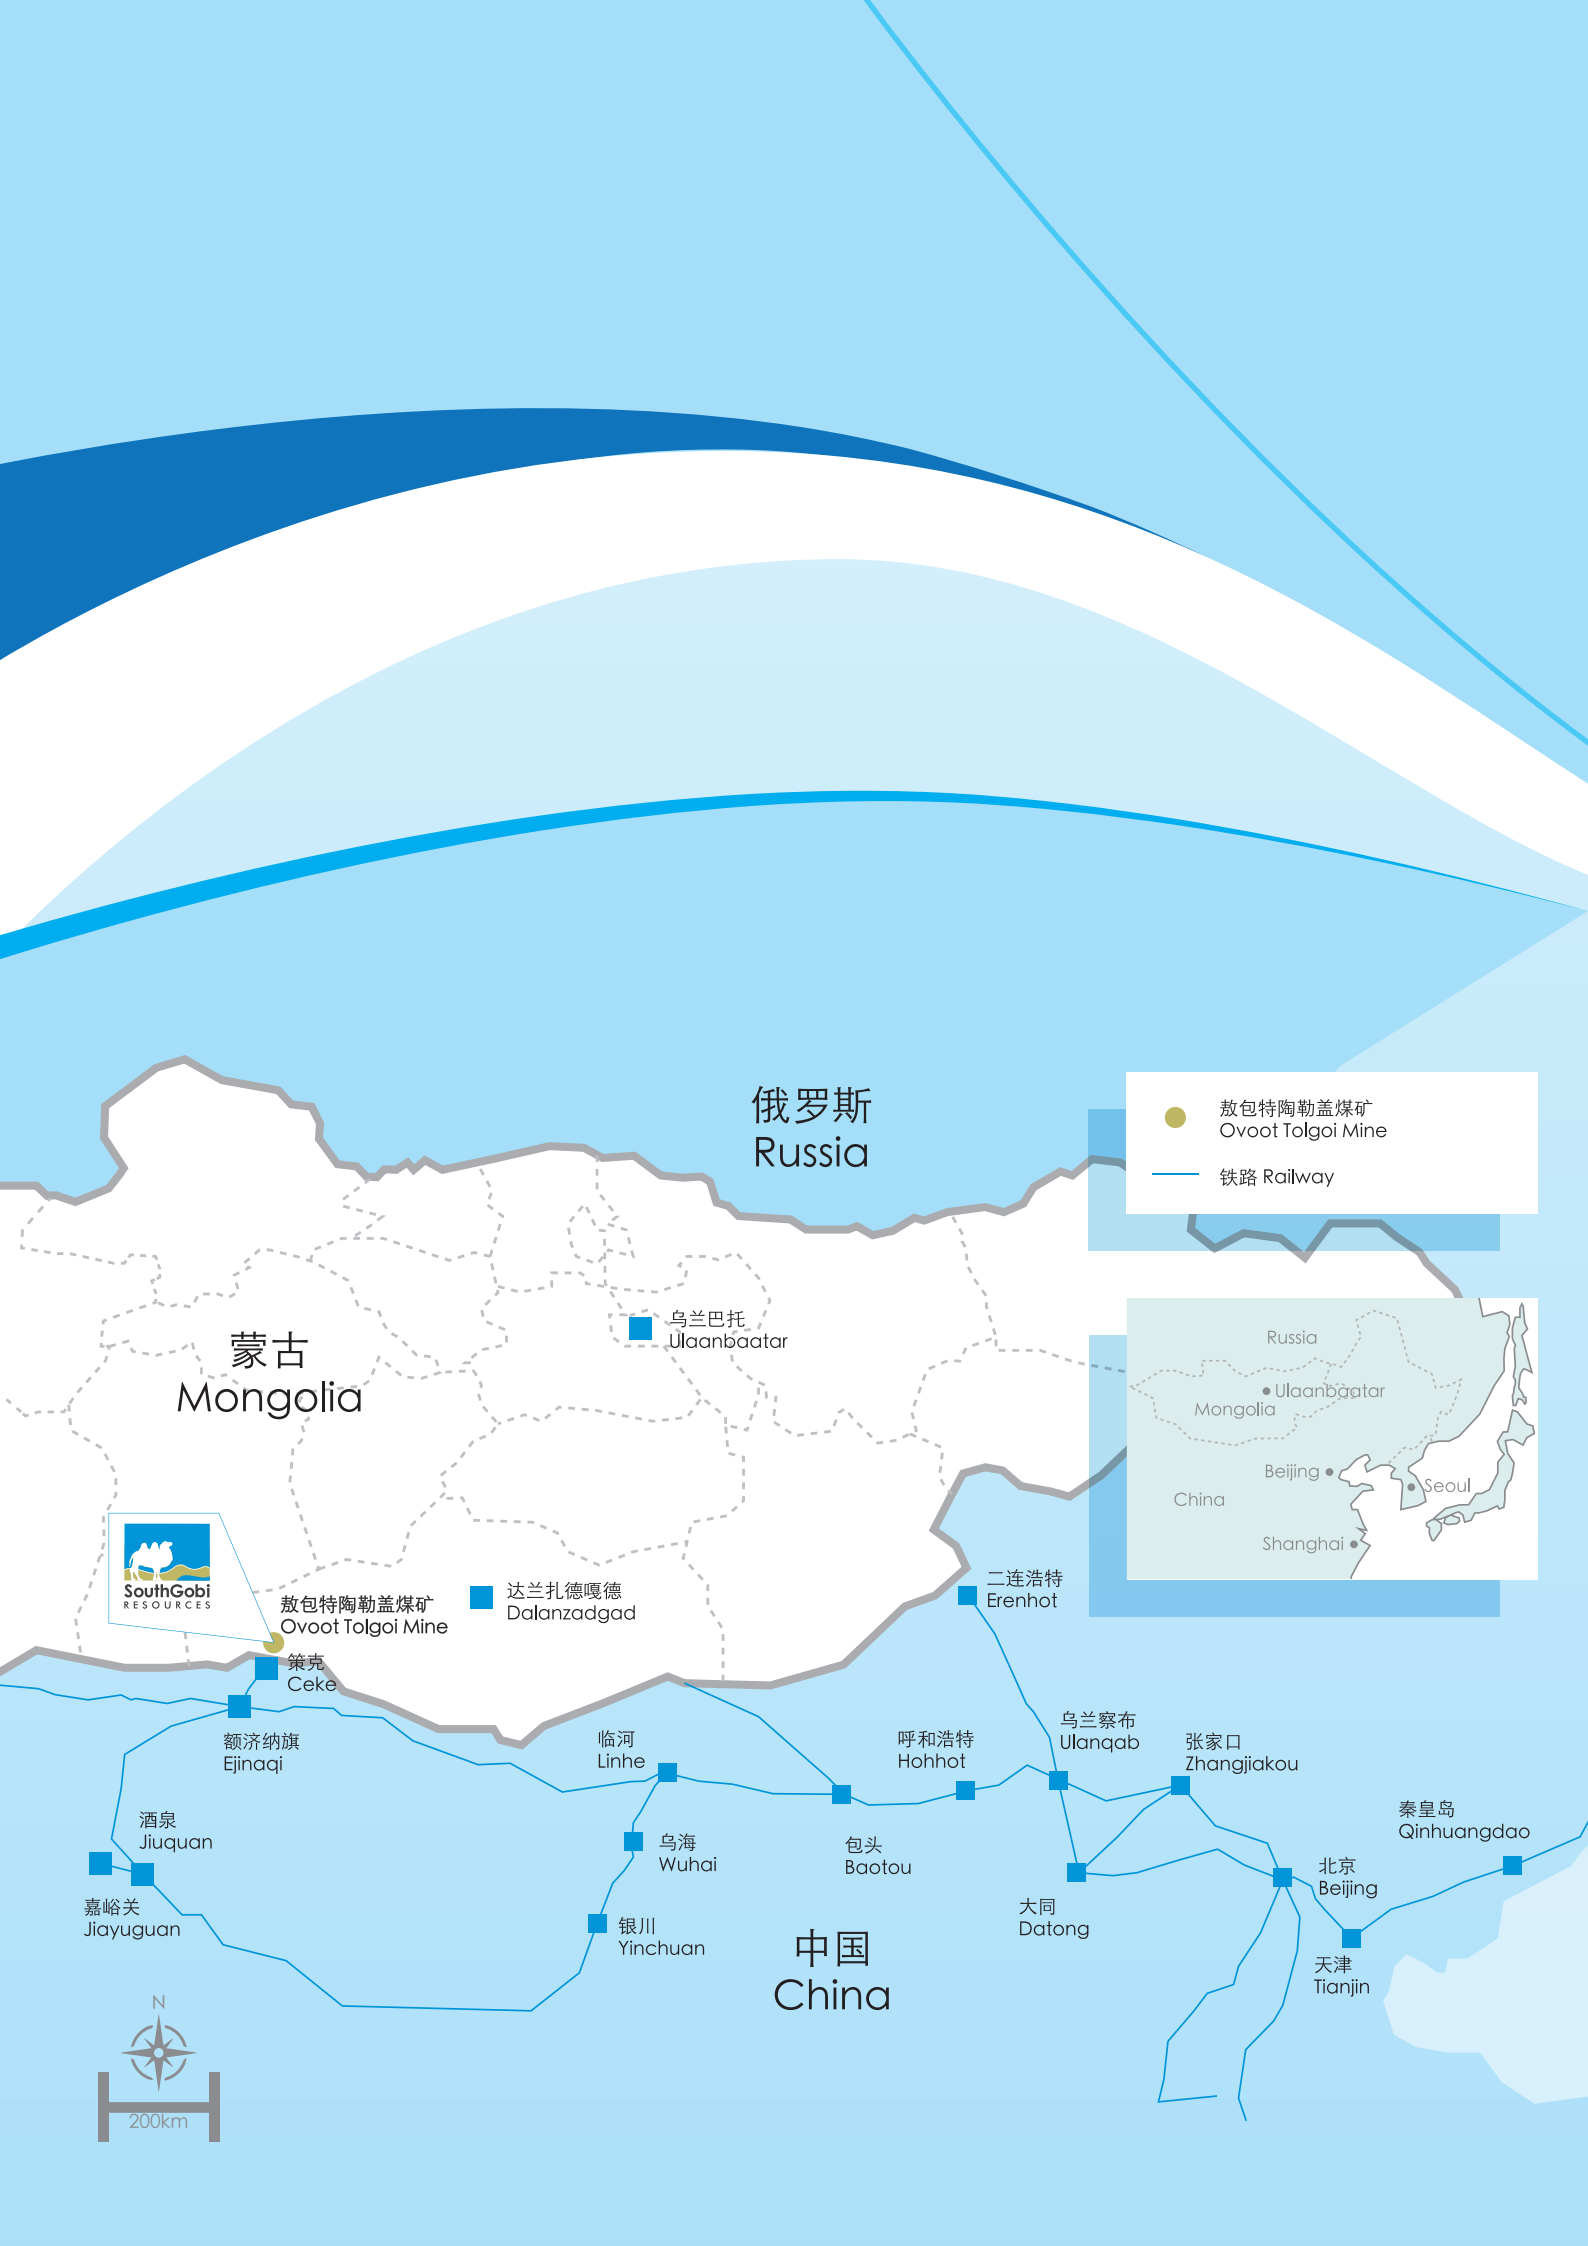 俄罗斯
Russia
敖包特陶勒盖煤矿
Ovoot Tolgoi Mine
铁路 Railway
乌兰巴托
Ulaanbaatar
蒙古
Mongolia
Russia
Ulaanbaatar
Mongolia
Beijing
Seoul
China
Shanghai
SouthGobi
RESOURCES
敖包特陶勒盖煤矿
Ovoot Tolgoi Mine
达兰扎德嘎德
Dalanzadgad
二连浩特
Erenhot
策克
Ceke
额济纳旗
Ejinaqi
临河
Linhe
呼和浩特
Hohhot
乌兰察布
Ulanqab
张家口
Zhangjiakou
酒泉
Jiuquan
乌海
Wuhai
包头
Baotou
秦皇岛
Qinhuangdao
北京
Beijing
嘉峪关
Jiayuguan
银川
Yinchuan
大同
Datong
中国
China
天津
Tianjin
N
200km